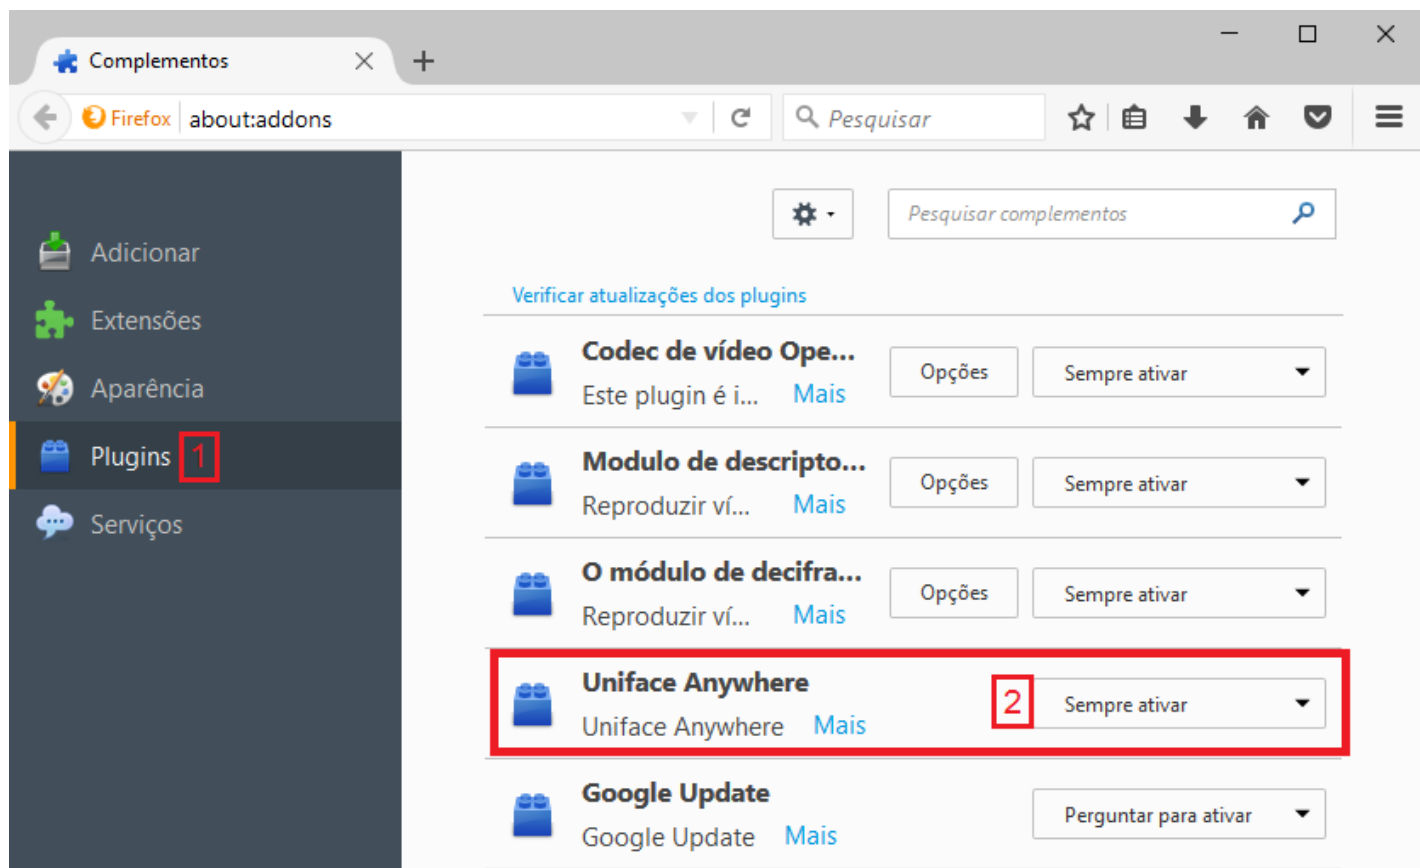 Complementos
Firefox about:addons
Pesquisar
Pesquisar complementos
Adicionar
Extensões
Aparência
Plugins 1
Serviços
Verificar atualizações dos plugins
Codec de vídeo Ope...
Este plugin é i... Mais
Opções
Sempre ativar
Modulo de descripto...
Reproduzir ví... Mais
Opções
Sempre ativar
O módulo de decifra...
Reproduzir ví... Mais
Opções
Sempre ativar
Uniface Anywhere
Uniface Anywhere Mais
2
Sempre ativar
Google Update
Google Update Mais
Perguntar para ativar